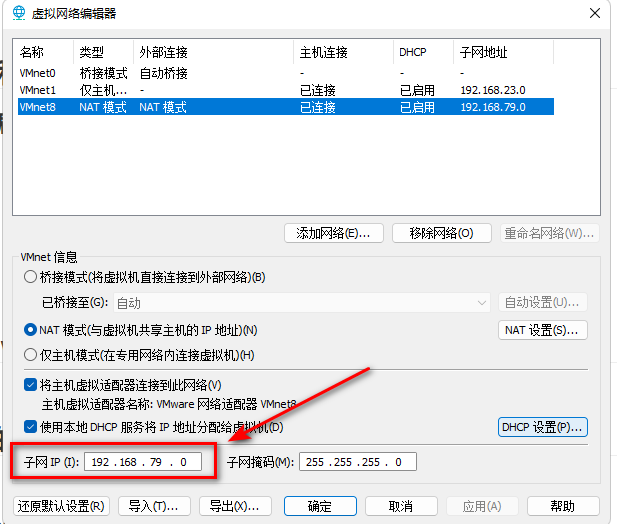 虚拟网络编辑器
名称 类型 外部连接 主机连接 DHCP 子网地址
VMnet0 桥接模式 自动桥接 - - -
VMnet1 仅主机... - 已连接 已启用 192.168.23.0
VMnet8 NAT 模式 NAT 模式 已连接 已启用 192.168.79.0
添加网络(E)... 移除网络(O) 重命名网络(W)...
VMnet 信息
桥接模式(将虚拟机直接连接到外部网络)(B)
已桥接至(G): 自动 自动设置(U)...
NAT 模式(与虚拟机共享主机的 IP 地址)(N) NAT 设置(S)...
仅主机模式(在专用网络内连接虚拟机)(H)
将主机虚拟适配器连接到此网络(V)
主机虚拟适配器名称: VMware 网络适配器 VMnet8
使用本地 DHCP 服务将 IP 地址分配给虚拟机(D) DHCP 设置(P)...
子网 IP (I): 192 . 168 . 79 . 0 子网掩码(M): 255 . 255 . 255 . 0
还原默认设置(R) 导入(T)... 导出(X)... 确定 取消 应用(A) 帮助